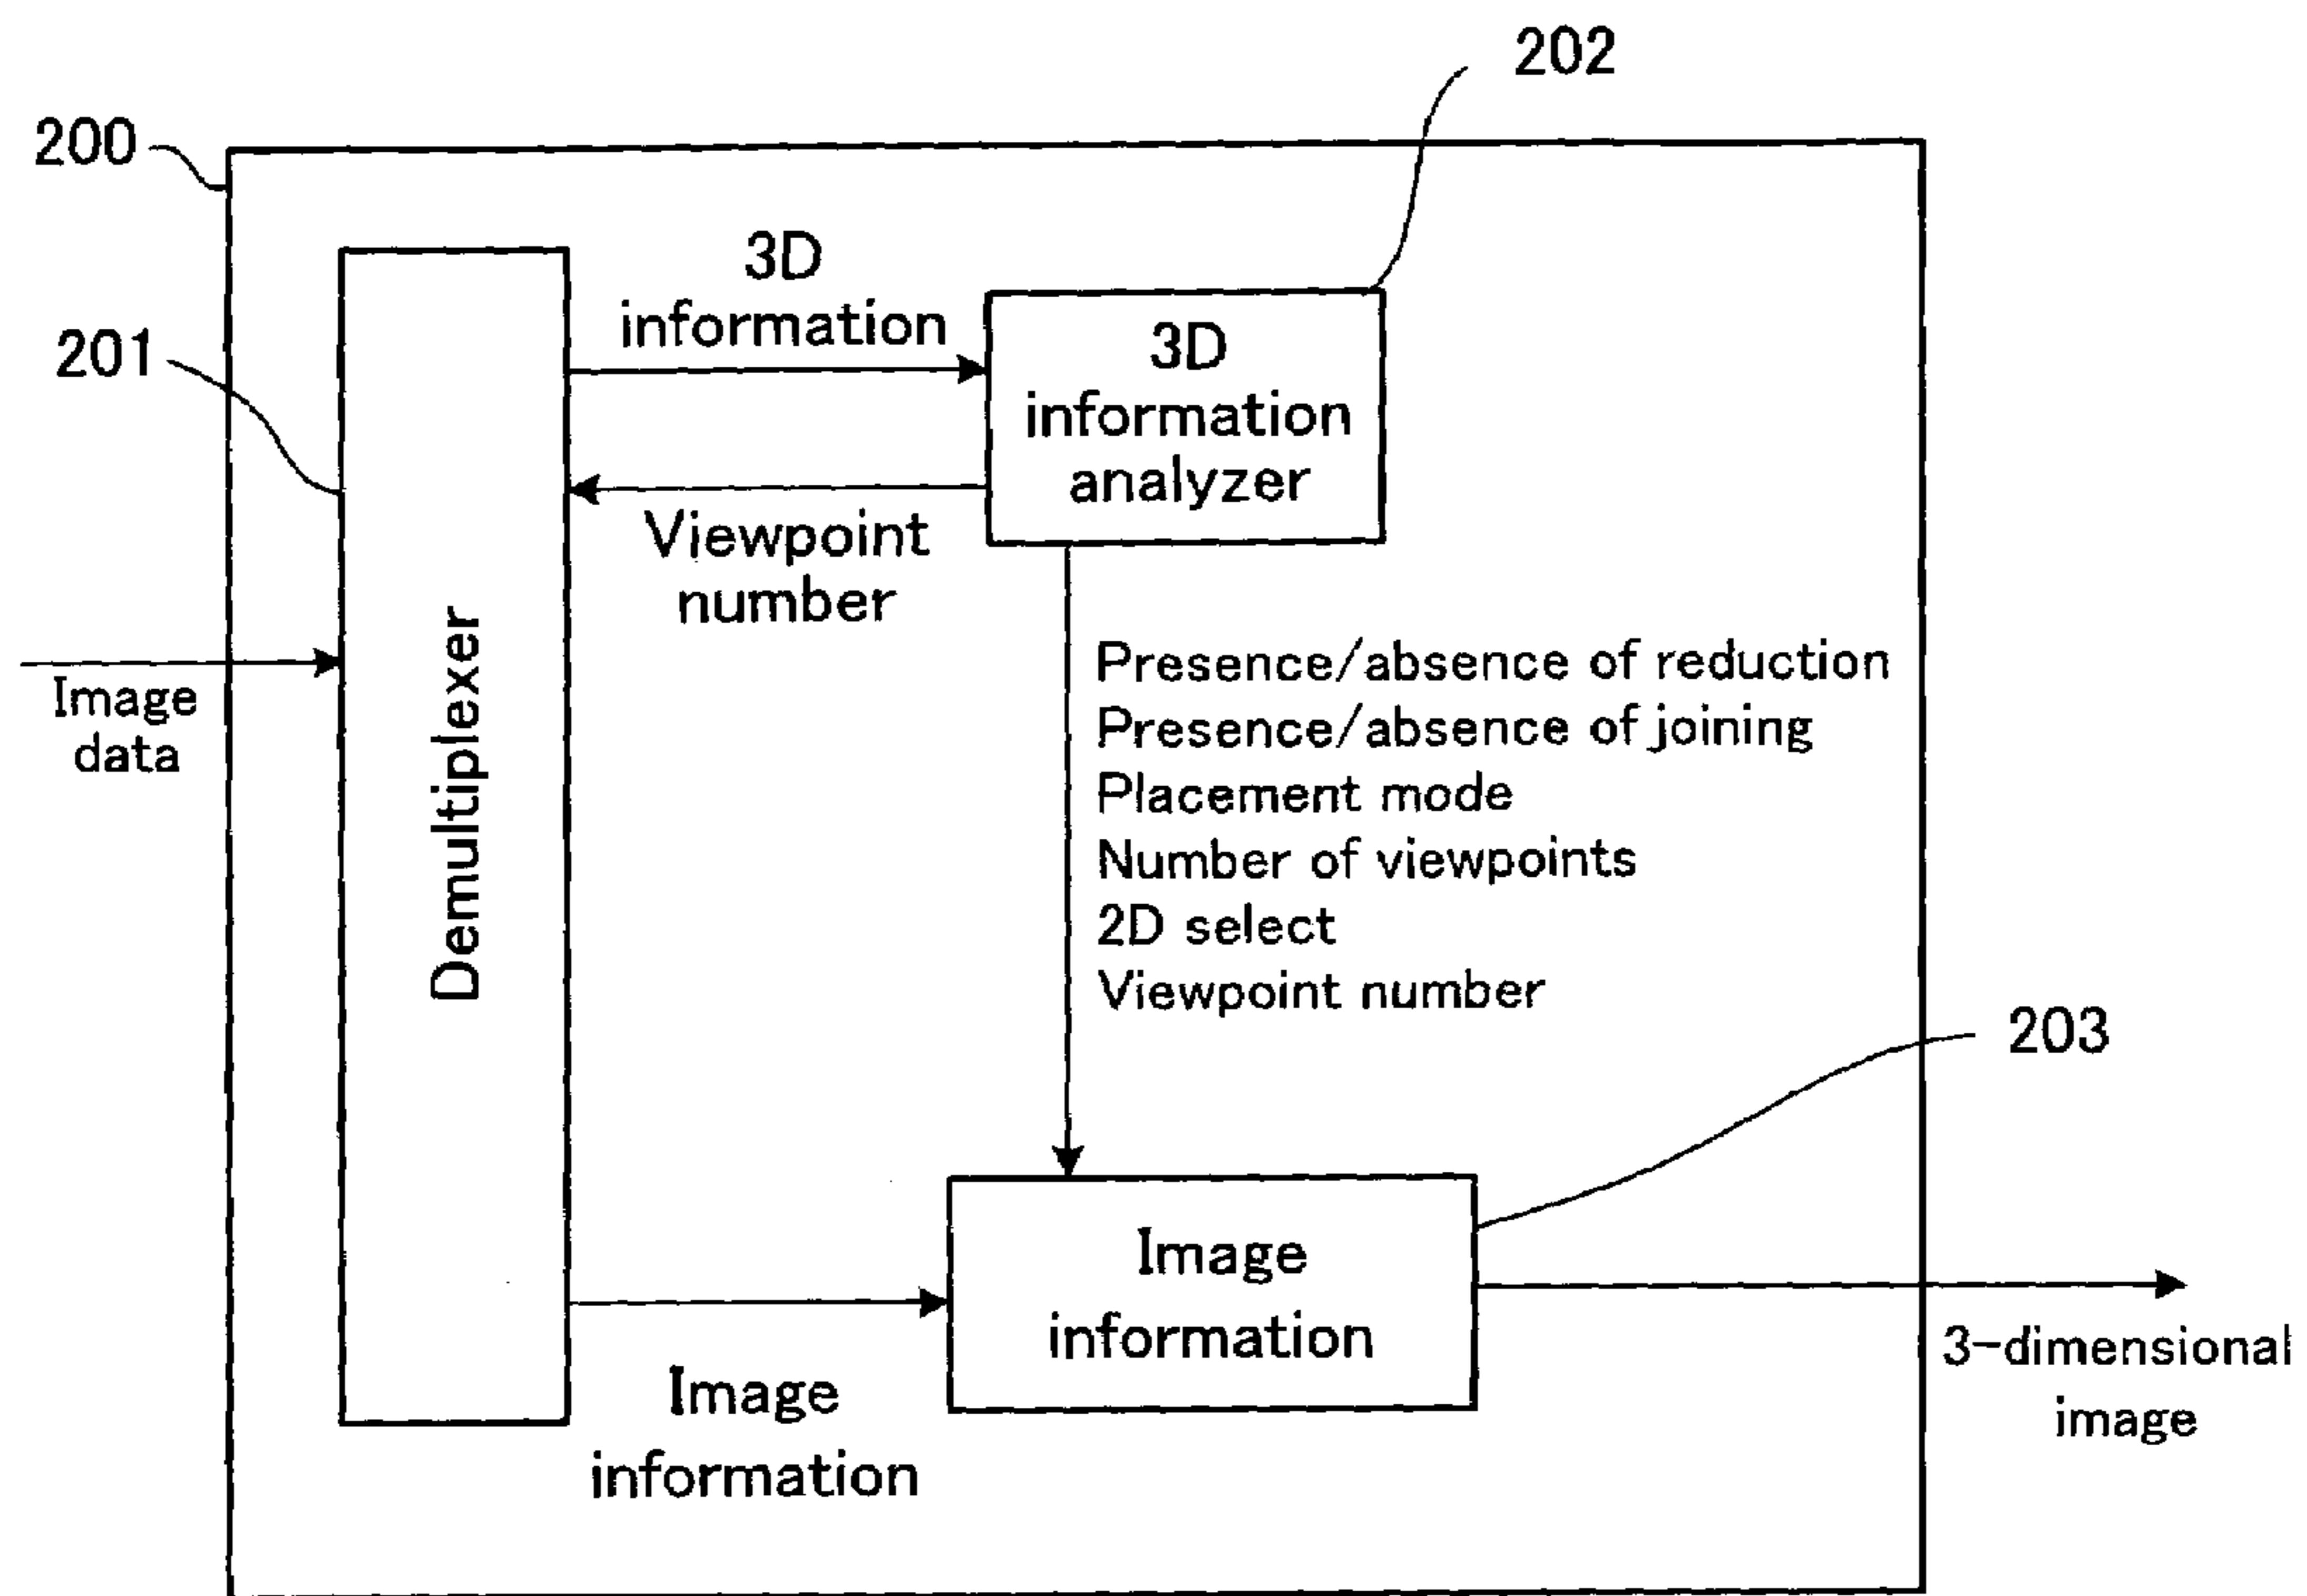 202
200
3D
information
201
3D
information
analyzer
Viewpoint
number
Image
data
Demultiplexer
Presence/absence of reduction
Presence/absence of joining
Placement mode
Number of viewpoints
2D select
Viewpoint number
203
Image
information
3-dimensional
image
Image
information